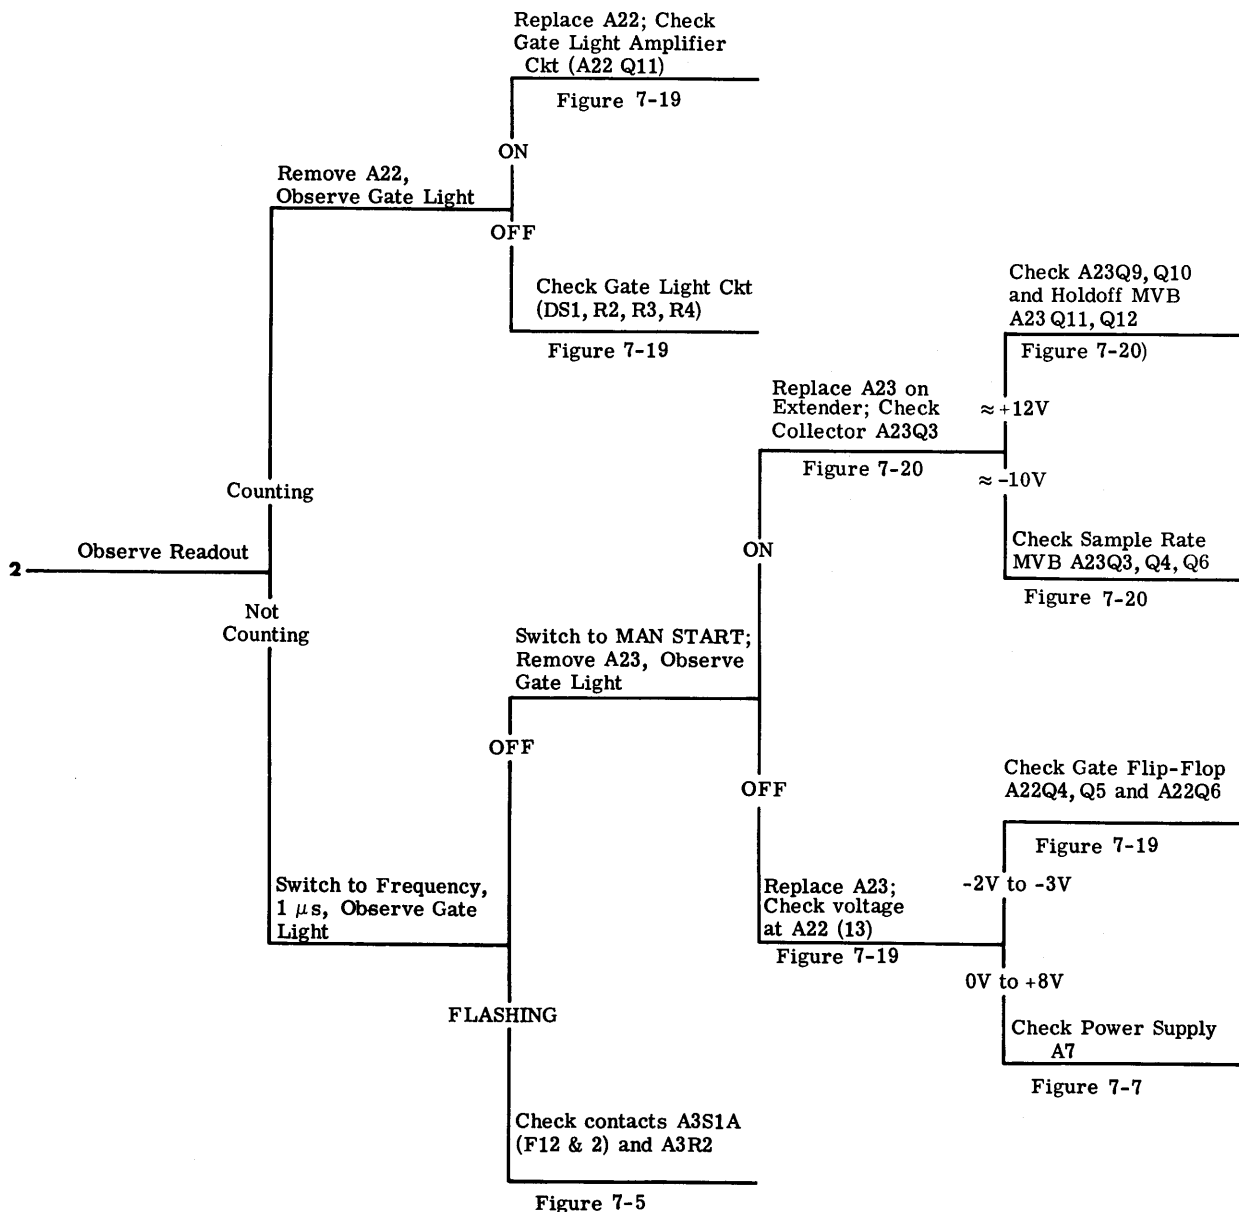 Replace A22; Check
Gate Light Amplifier
Ckt (A22 Q11)
Figure 7-19
ON
Remove A22,
Observe Gate Light
OFF
Check Gate Light Ckt
(DS1, R2, R3, R4)
Figure 7-19
Check A23Q9, Q10
and Holdoff MVB
A23 Q11, Q12
Figure 7-20)
Replace A23 on
Extender; Check
Collector A23Q3
Figure 7-20
≈ +12V
≈ -10V
Counting
Check Sample Rate
MVB A23Q3, Q4, Q6
Figure 7-20
ON
2
Observe Readout
Not
Counting
Switch to MAN START;
Remove A23, Observe
Gate Light
OFF
OFF
Check Gate Flip-Flop
A22Q4, Q5 and A22Q6
Figure 7-19
Switch to Frequency,
1 μs, Observe Gate
Light
Replace A23;
Check voltage
at A22 (13)
Figure 7-19
-2V to -3V
0V to +8V
FLASHING
Check Power Supply
A7
Figure 7-7
Check contacts A3S1A
(F12 & 2) and A3R2
Figure 7-5